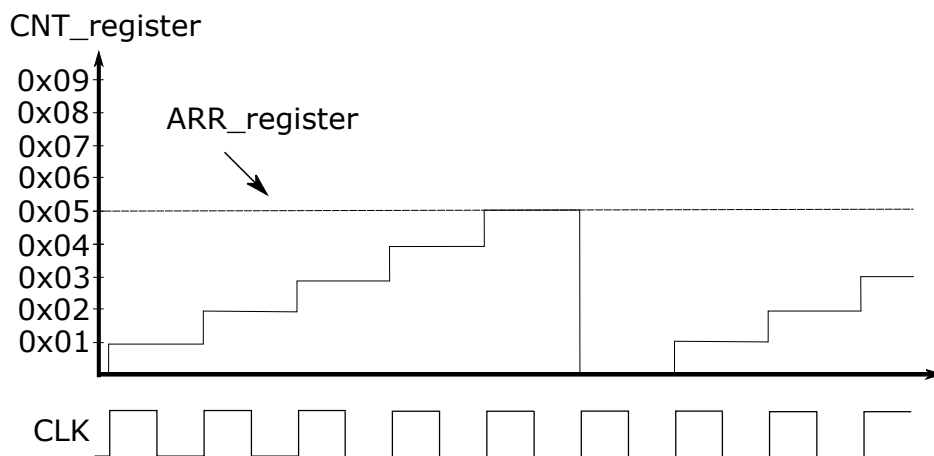 CNT_register
0x09
0x08
ARR_register
0x07
0x06
0x05
0x04
0x03
0x02
0x01
CLK